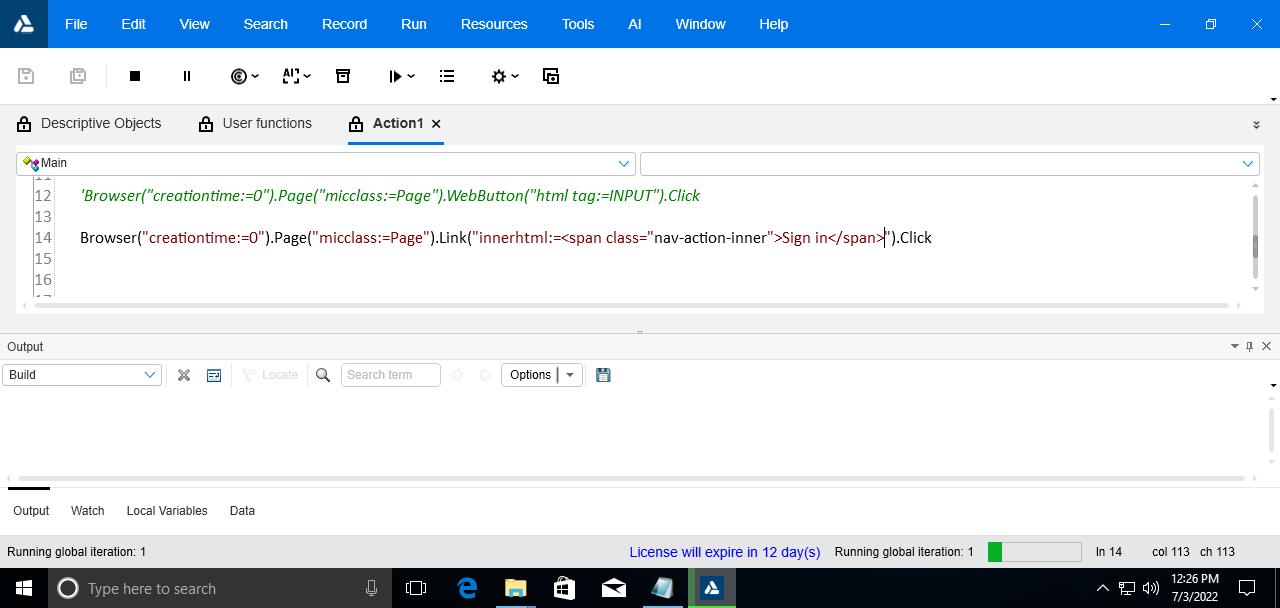 File Edit View Search Record Run Resources Tools AI Window Help
Descriptive Objects User functions Action1
Main
12 'Browser("creationtime:=0").Page("micclass:=Page").WebButton("html tag:=INPUT").Click
13
14 Browser("creationtime:=0").Page("micclass:=Page").Link("innerhtml:=<span class="nav-action-inner">Sign in</span>").Click
15
16
Output
Build Locate Search term Options
Output Watch Local Variables Data
Running global iteration: 1 License will expire in 12 day(s) Running global iteration: 1 ln 14 col 113 ch 113
Type here to search 12:26 PM
7/3/2022